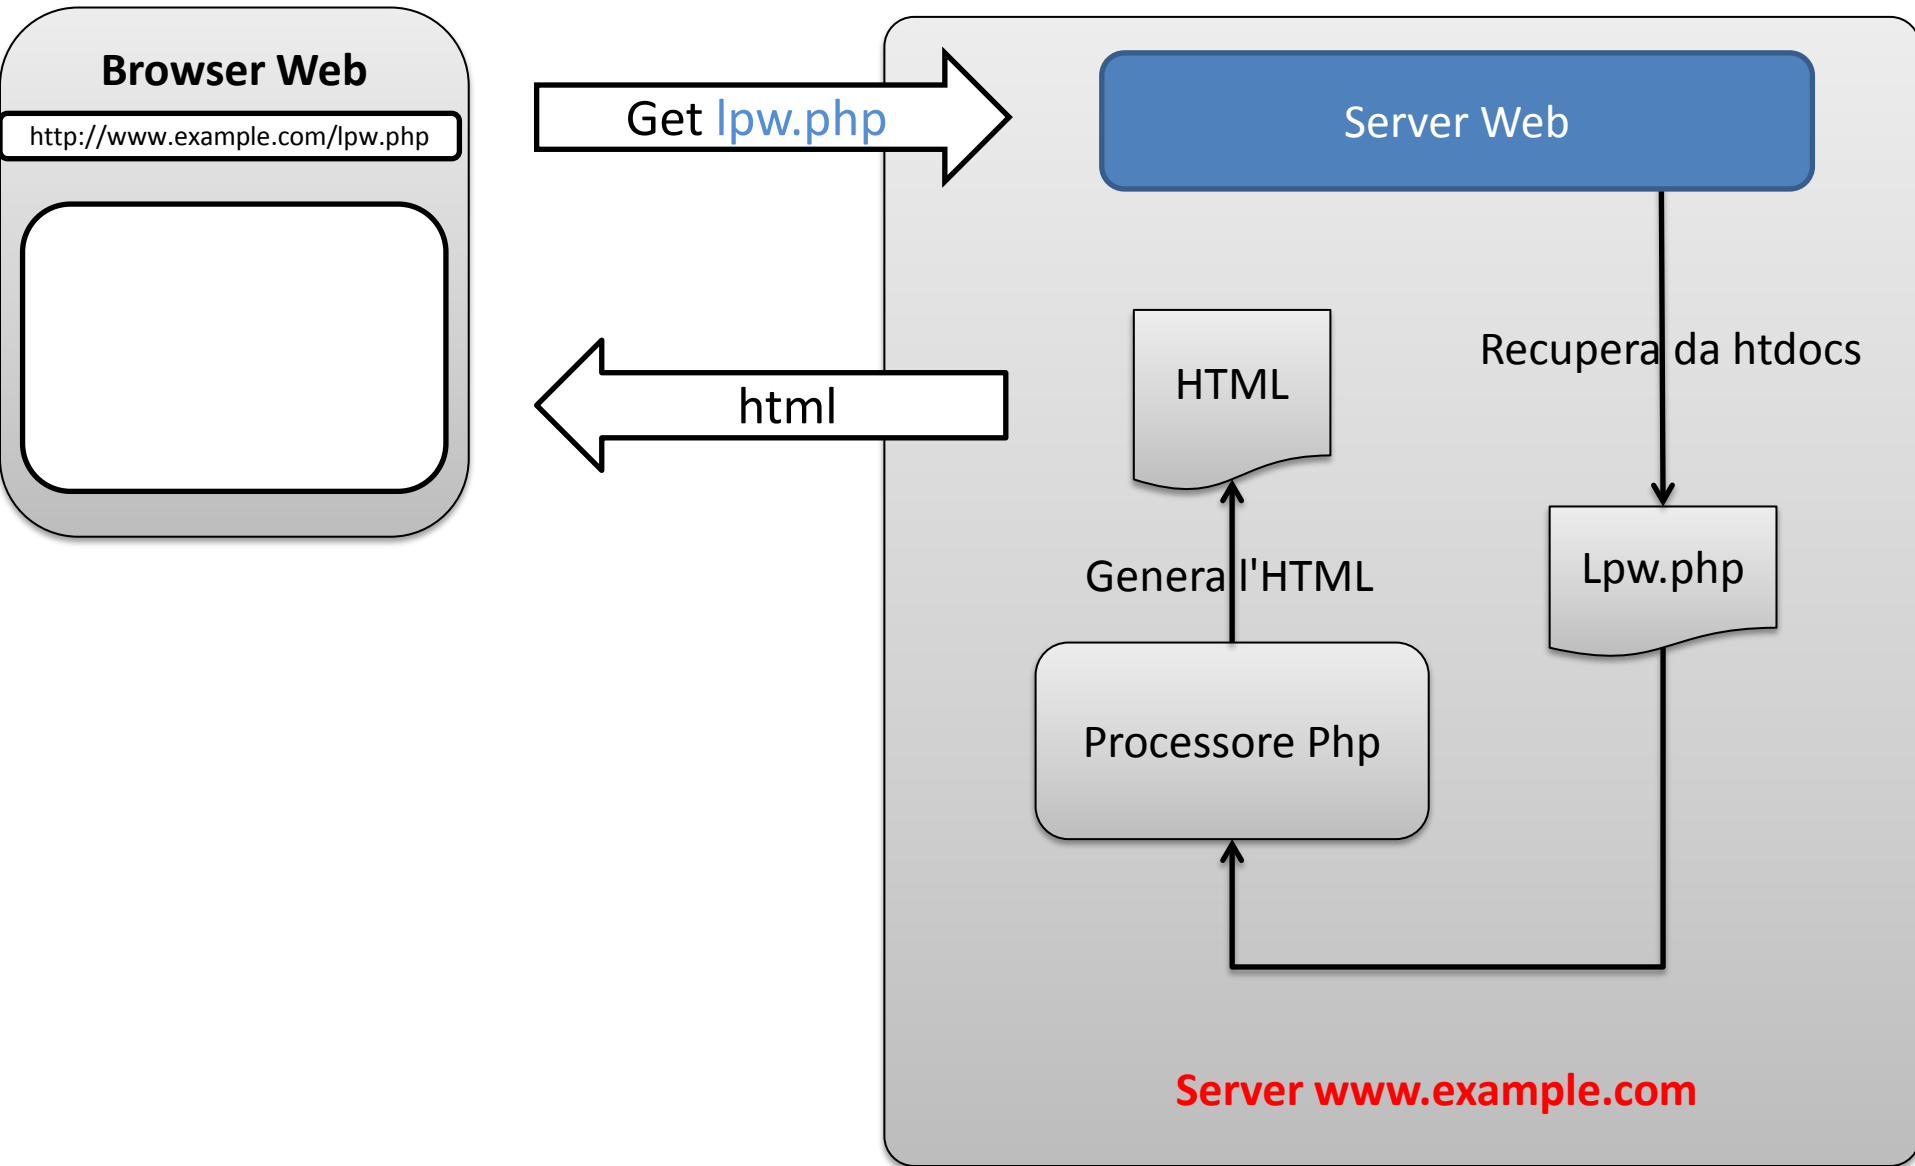 Browser Web
http://www.example.com/lpw.php
Get lpw.php
Server Web
html
HTML
Recupera da htdocs
Genera l'HTML
Lpw.php
Processore Php
Server www.example.com